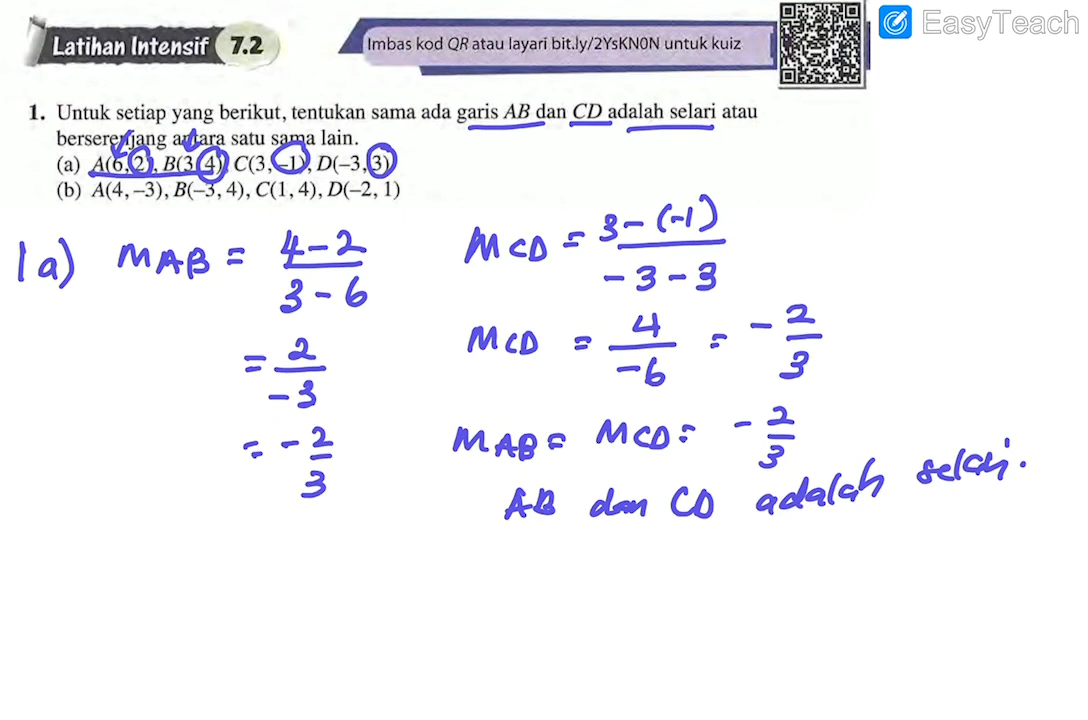 Latihan Intensif 7.2
Imbas kod QR atau layari bit.ly/2YsKN0N untuk kuiz
EasyTeach
1. Untuk setiap yang berikut, tentukan sama ada garis AB dan CD adalah selari atau
berserenjang antara satu sama lain.
(a) A(6, 2), B(3, 4), C(3, −1), D(−3, 3)
(b) A(4, −3), B(−3, 4), C(1, 4), D(−2, 1)
1a) MAB = 4-2 / 3-6
= 2 / -3
= - 2/3
MCD = 3-(-1) / -3-3
MCD = 4 / -6 = - 2/3
MAB = MCD = - 2/3
AB dan CD adalah selari.